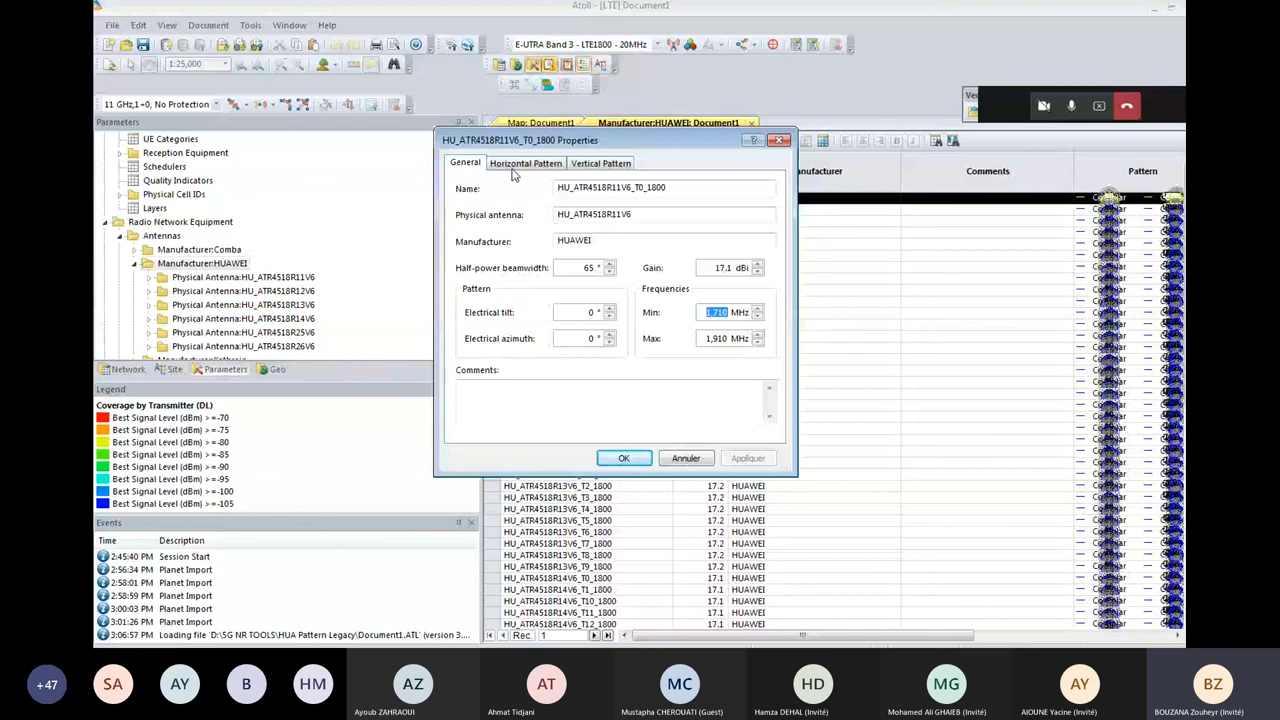 Atoll - [LTE] Document1
File Edit View Document Tools Window Help
E-UTRA Band 3 - LTE1800 - 20MHz
1:25,000
11 GHz,1+0, No Protection
Parameters
UE Categories
Reception Equipment
Schedulers
Quality Indicators
Physical Cell IDs
Layers
Radio Network Equipment
Antennas
Manufacturer:Comba
Manufacturer:HUAWEI
Physical Antenna:HU_ATR4518R11V6
Physical Antenna:HU_ATR4518R12V6
Physical Antenna:HU_ATR4518R13V6
Physical Antenna:HU_ATR4518R14V6
Physical Antenna:HU_ATR4518R25V6
Physical Antenna:HU_ATR4518R26V6
Network Site Parameters Geo
Legend
Coverage by Transmitter (DL)
Best Signal Level (dBm) >=-70
Best Signal Level (dBm) >=-75
Best Signal Level (dBm) >=-80
Best Signal Level (dBm) >=-85
Best Signal Level (dBm) >=-90
Best Signal Level (dBm) >=-95
Best Signal Level (dBm) >=-100
Best Signal Level (dBm) >=-105
Events
Time Description
2:45:40 PM Session Start
2:56:34 PM Planet Import
2:58:01 PM Planet Import
2:58:59 PM Planet Import
3:00:03 PM Planet Import
3:01:26 PM Planet Import
3:06:57 PM Loading file 'D:\5G NR TOOLS\HUA Pattern Legacy\Document1.ATL' (version 3....
Map: Document1 Manufacturer:HUAWEI: Document1
Comments Pattern
HU_ATR4518R11V6_T0_1800 Properties
General Horizontal Pattern Vertical Pattern
Name: HU_ATR4518R11V6_T0_1800
Physical antenna: HU_ATR4518R11V6
Manufacturer: HUAWEI
Half-power beamwidth: 65 ° Gain: 17.1 dBi
Pattern Frequencies
Electrical tilt: 0 ° Min: 1,710 MHz
Electrical azimuth: 0 ° Max: 1,910 MHz
Comments:
OK Annuler Appliquer
HU_ATR4518R13V6_T2_1800 17.2 HUAWEI
HU_ATR4518R13V6_T3_1800 17.2 HUAWEI
HU_ATR4518R13V6_T4_1800 17.2 HUAWEI
HU_ATR4518R13V6_T5_1800 17.2 HUAWEI
HU_ATR4518R13V6_T6_1800 17.2 HUAWEI
HU_ATR4518R13V6_T7_1800 17.2 HUAWEI
HU_ATR4518R13V6_T8_1800 17.2 HUAWEI
HU_ATR4518R13V6_T9_1800 17.2 HUAWEI
HU_ATR4518R14V6_T0_1800 17.1 HUAWEI
HU_ATR4518R14V6_T1_1800 17.1 HUAWEI
HU_ATR4518R14V6_T10_1800 17.1 HUAWEI
HU_ATR4518R14V6_T11_1800 17.1 HUAWEI
HU_ATR4518R14V6_T12_1800 17.1 HUAWEI
Rec. 1
+47 SA AY B HM AZ AT MC HD MG AY BZ
Ayoub ZAHRAOUI Ahmat Tidjani Mustapha CHEROUATI (Guest) Hamza DEHAL (Invité) Mohamed Ali GHAIEB (Invité) AIOUNE Yacine (Invité) BOUZANA Zouheyr (Invité)